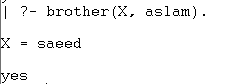 | ?- brother(X, aslam).
X = saeed
yes